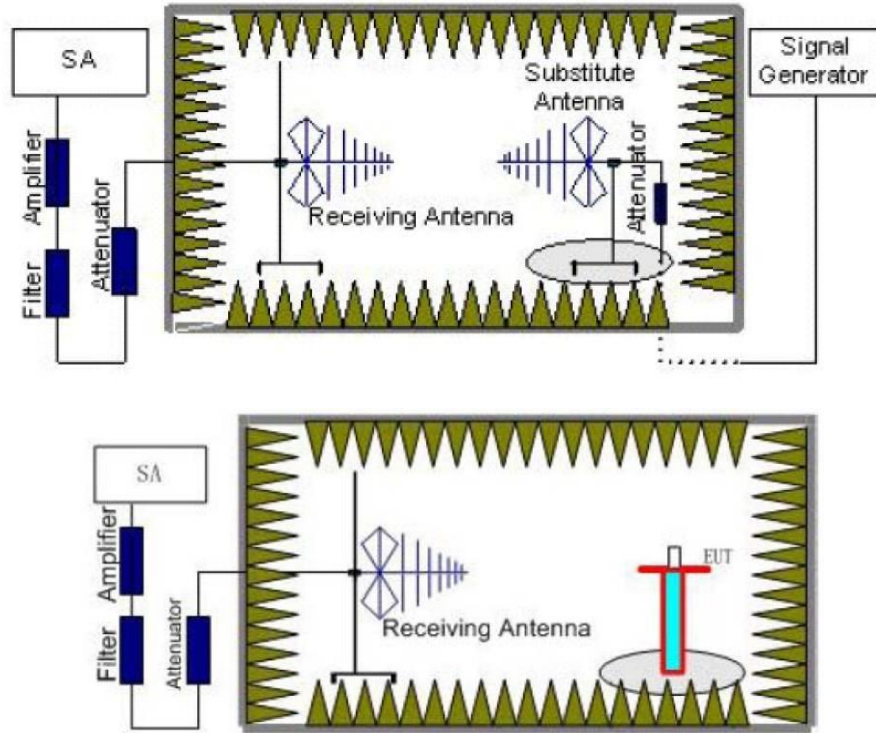 SA
Signal
Generator
Substitute
Antenna
Amplifier
Filter
Attenuator
Receiving Antenna
Attenuator
SA
Amplifier
Filter
Attenuator
Receiving Antenna
EUT